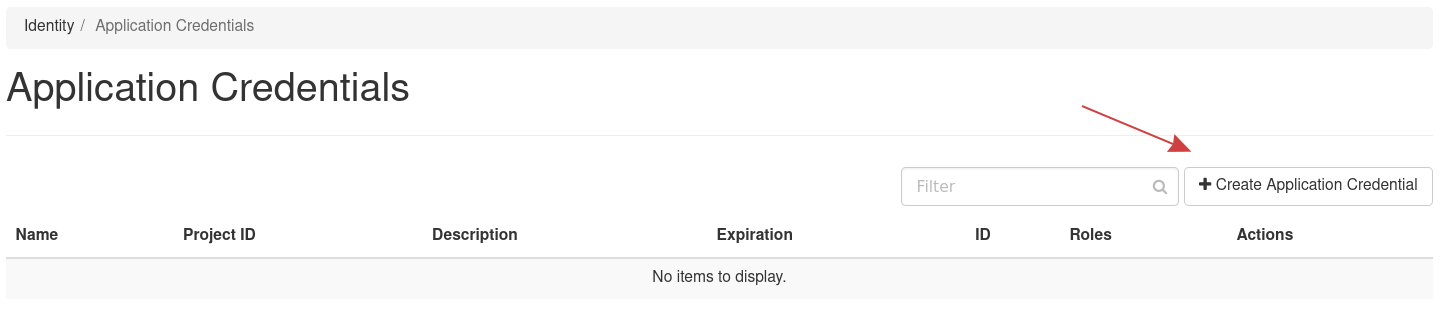 Identity / Application Credentials
Application Credentials
Filter
Create Application Credential
Name Project ID Description Expiration ID Roles Actions
No items to display.